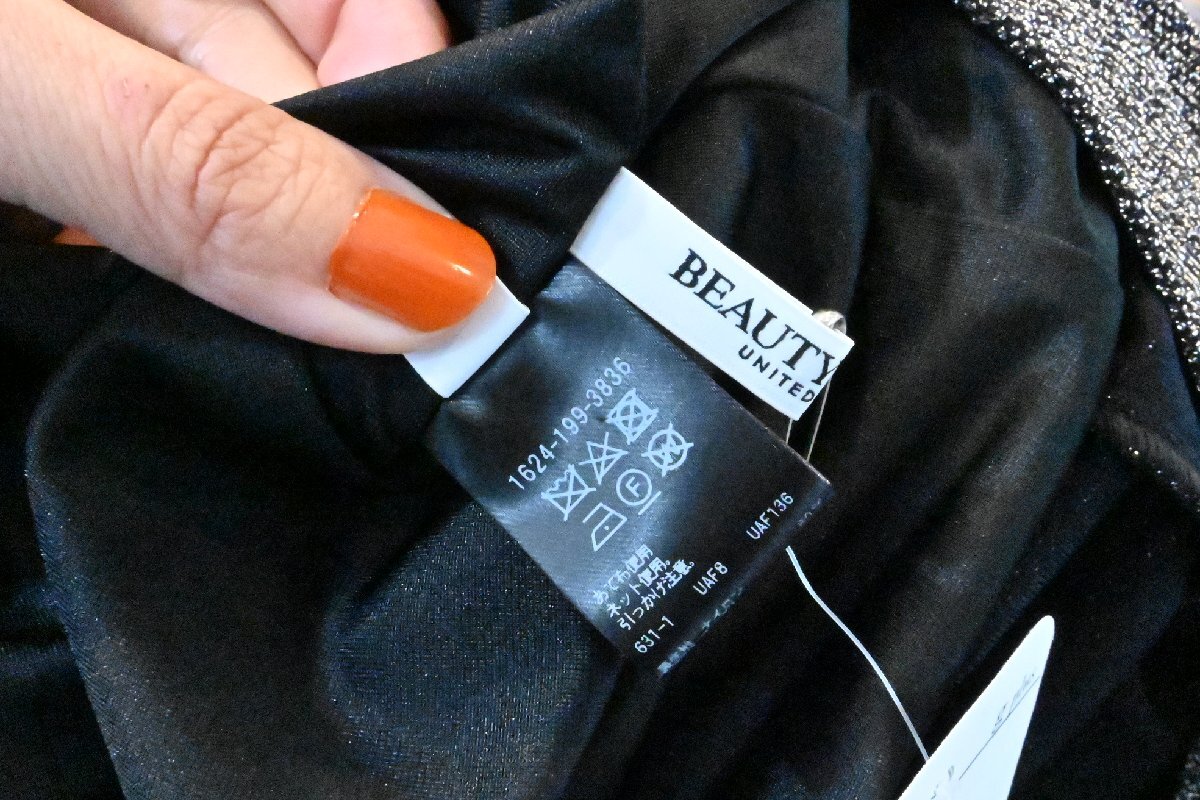 BEAUTY
UNITED
1624-199-3836
F
あて布使用
ネット使用。
引っかけ注意。
631-1 UAF8 UAF136